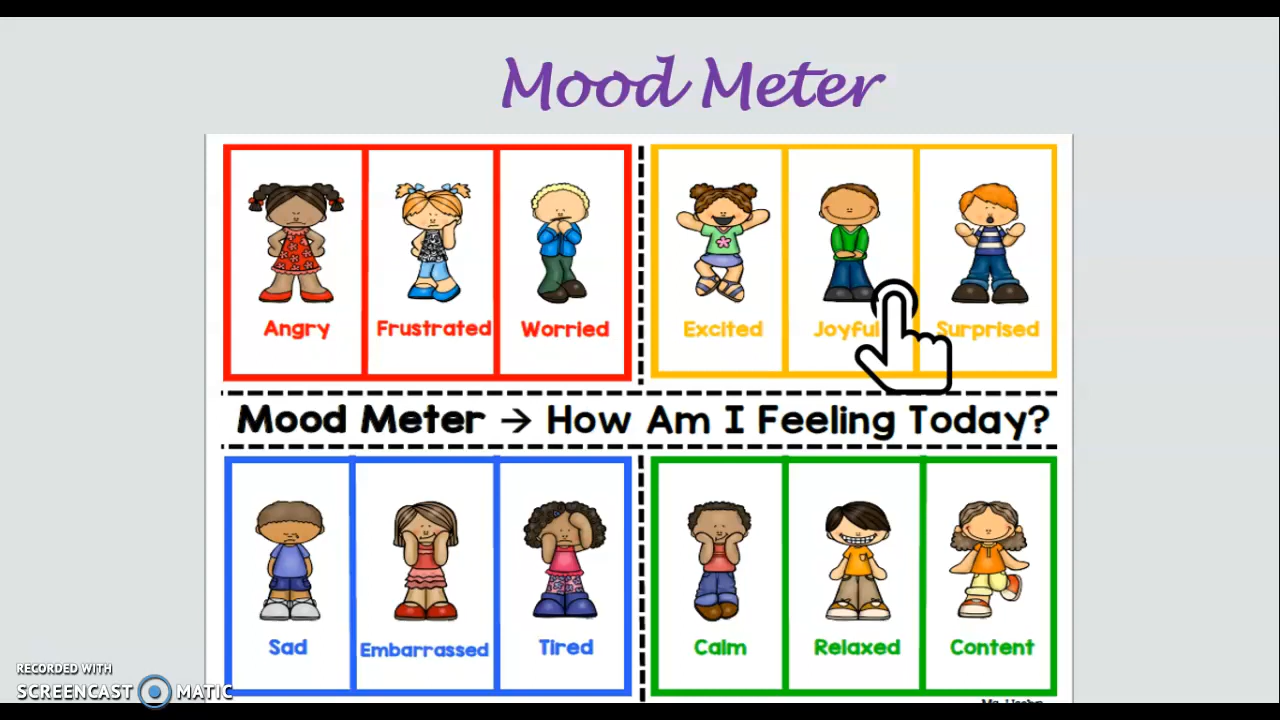 Mood Meter
Angry Frustrated Worried Excited Joyful Surprised
Mood Meter → How Am I Feeling Today?
Sad Embarrassed Tired Calm Relaxed Content
RECORDED WITH
SCREENCAST MATIC